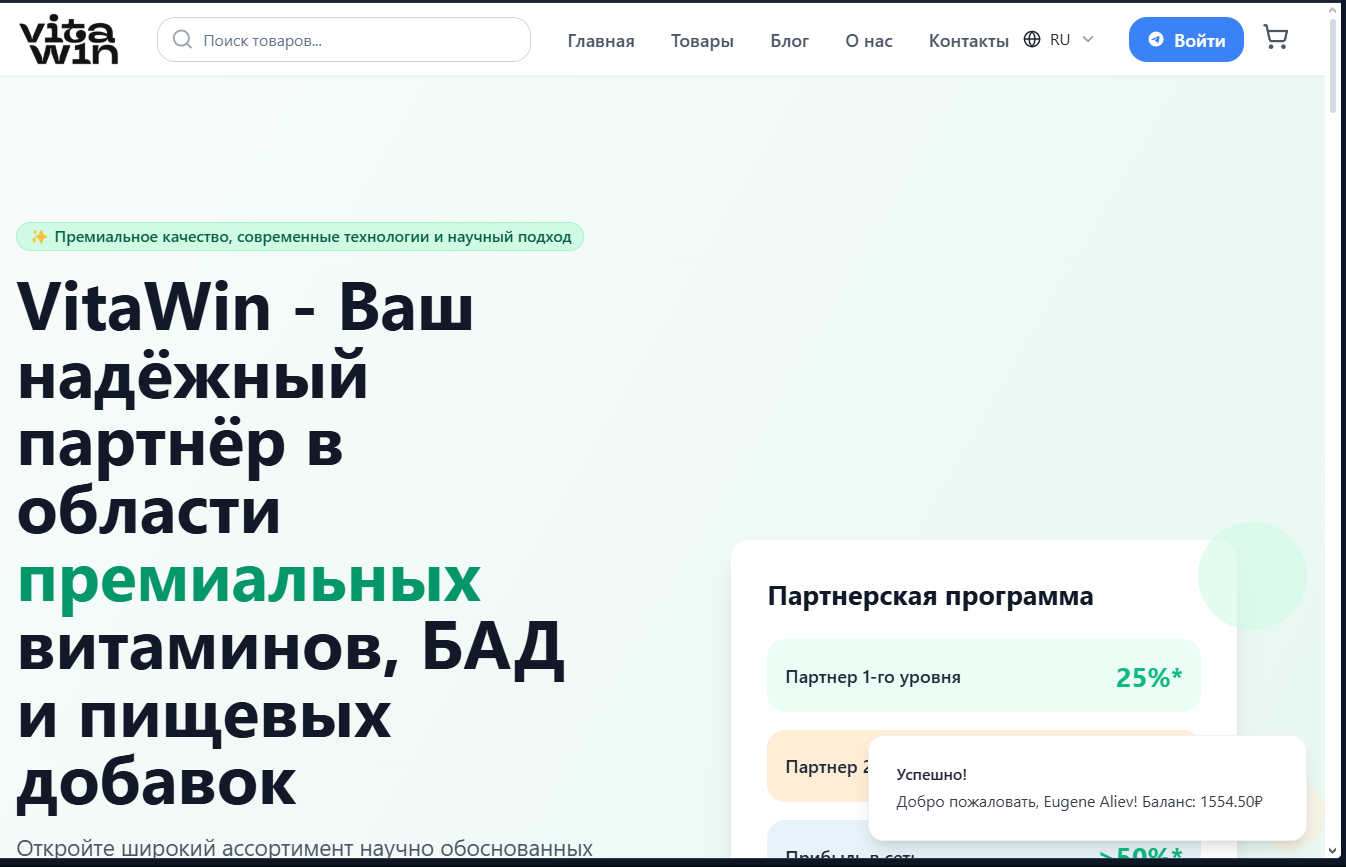 vita
win
Поиск товаров...
Главная
Товары
Блог
О нас
Контакты
RU
Войти
✨ Премиальное качество, современные технологии и научный подход
VitaWin - Ваш
надёжный
партнёр в
области
премиальных
витаминов, БАД
и пищевых
добавок
Откройте широкий ассортимент научно обоснованных
Партнерская программа
Партнер 1-го уровня 25%*
Партнер 2
Прибыль в сеть >50%*
Успешно!
Добро пожаловать, Eugene Aliev! Баланс: 1554.50₽